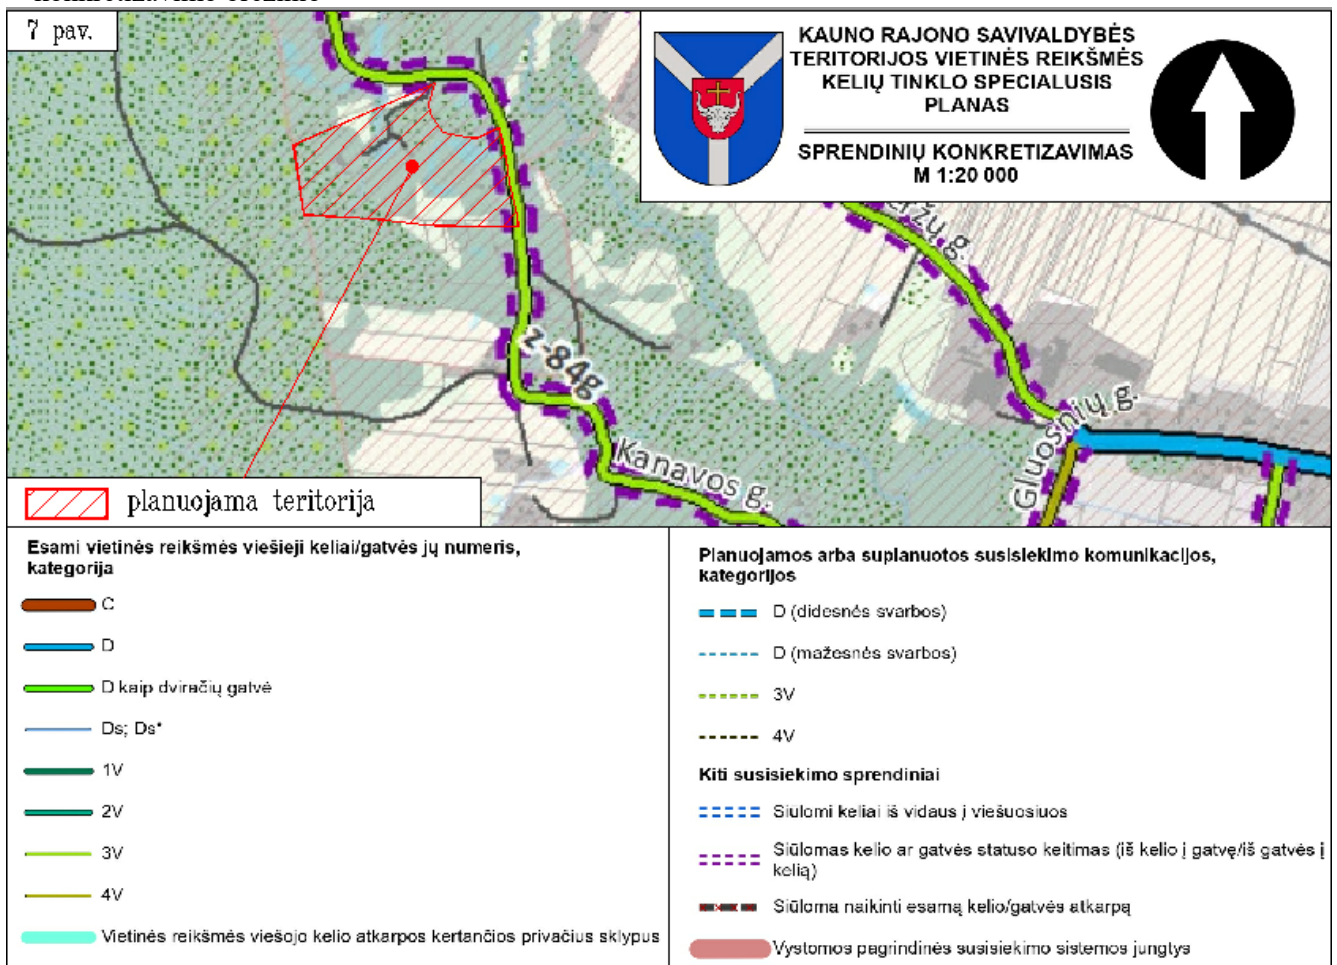 7 pav.
KAUNO RAJONO SAVIVALDYBĖS
TERITORIJOS VIETINĖS REIKŠMĖS
KELIŲ TINKLO SPECIALUSIS
PLANAS
SPRENDINIŲ KONKRETIZAVIMAS
M 1:20 000
z-84g
Kanavos g.
Gluosnių g.
planuojama teritorija
Esami vietinės reikšmės viešieji keliai/gatvės jų numeris,
kategorija
C
D
D kaip dviračių gatvė
Ds; Ds*
1V
2V
3V
4V
Vietinės reikšmės viešojo kelio atkarpos kertančios privačius sklypus
Planuojamos arba suplanuotos susisiekimo komunikacijos,
kategorijos
D (didesnės svarbos)
D (mažesnės svarbos)
3V
4V
Kiti susisiekimo sprendiniai
Siūlomi keliai iš vidaus į viešuosius
Siūlomas kelio ar gatvės statuso keitimas (iš kelio į gatvę/iš gatvės į
kelią)
Siūloma naikinti esamą kelio/gatvės atkarpą
Vystomos pagrindinės susisiekimo sistemos jungtys